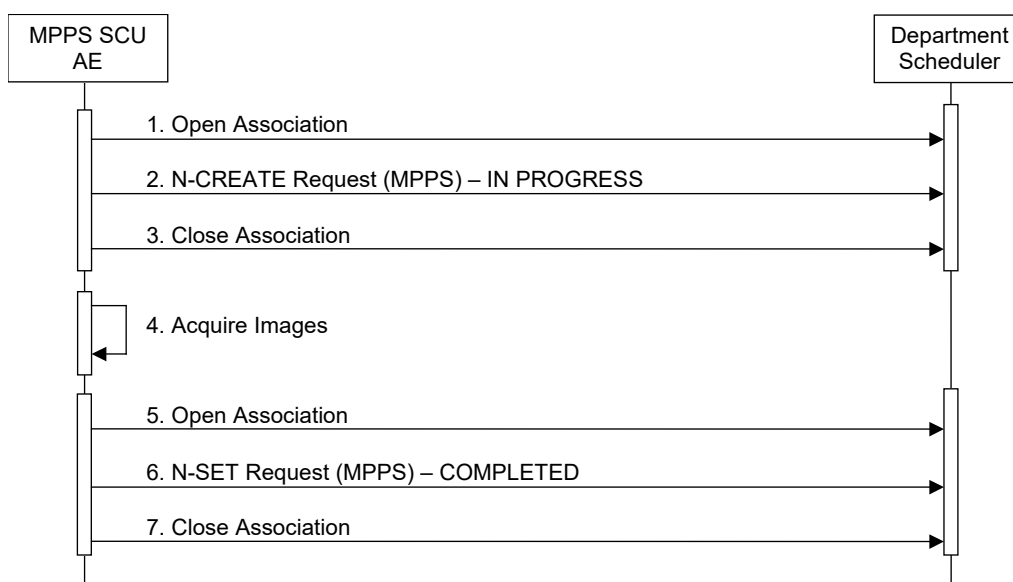 MPPS SCU
AE
Department
Scheduler
1. Open Association
2. N-CREATE Request (MPPS) – IN PROGRESS
3. Close Association
4. Acquire Images
5. Open Association
6. N-SET Request (MPPS) – COMPLETED
7. Close Association